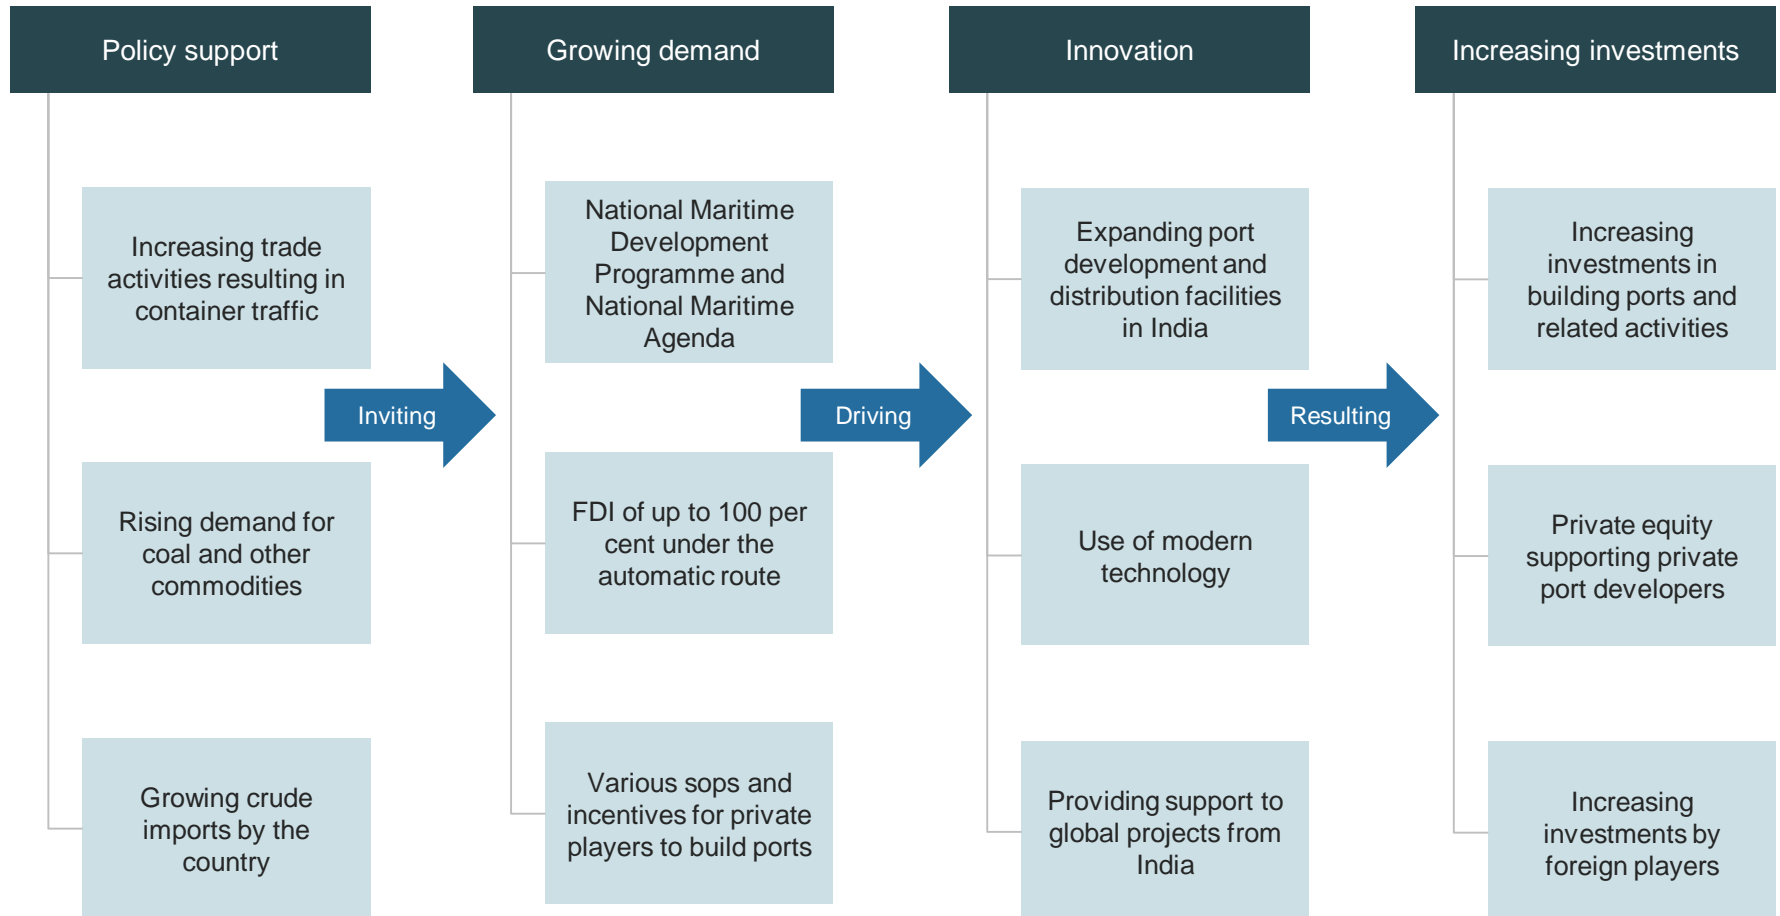 Policy support
Increasing trade
activities resulting in
container traffic
Rising demand for
coal and other
commodities
Growing crude
imports by the
country
Inviting
Growing demand
National Maritime
Development
Programme and
National Maritime
Agenda
FDI of up to 100 per
cent under the
automatic route
Various sops and
incentives for private
players to build ports
Driving
Innovation
Expanding port
development and
distribution facilities
in India
Use of modern
technology
Providing support to
global projects from
India
Resulting
Increasing investments
Increasing
investments in
building ports and
related activities
Private equity
supporting private
port developers
Increasing
investments by
foreign players